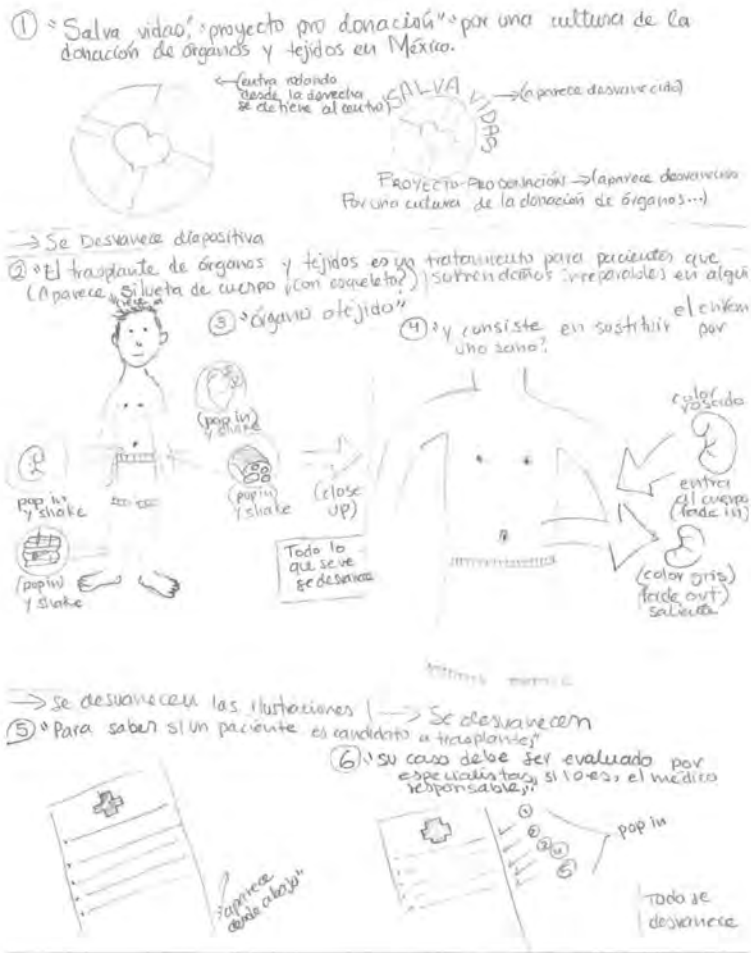 ① "Salva vidas", "proyecto pro donación" "por una cultura de la
donación de órganos y tejidos en México.
(entra rodando
desde la derecha
se detiene al centro)
SALVA VIDAS
(aparece desvanecido)
PROYECTO PRO DONACIÓN → (aparece desvanecido
Por una cultura de la donación de órganos...)
→ Se Desvanece diapositiva
② "El trasplante de órganos y tejidos es un tratamiento para pacientes que
(Aparece silueta de cuerpo (con esqueleto?)) sufren daños irreparables en algún
③ "órgano o tejido"
④ "y consiste en sustituir el enfermo
por
uno sano".
(pop in)
y shake
pop in
y shake
(pop in)
y shake
(pop in)
y shake
(close
up)
Todo lo
que se ve
se desvanece
color
rosado
entra
al cuerpo
(fade in)
(color gris)
(fade out)
saliente
→ se desvanecen las ilustraciones
→ Se desvanecen
⑤ "Para saber si un paciente es candidato a trasplante,"
⑥ "su caso debe ser evaluado por
especialistas, si lo es, el médico
responsable,"
"aparece
desde abajo"
① ② ③ ④ ⑤
pop in
Todo se
desvanece